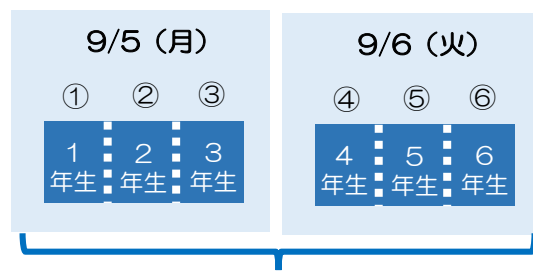 9/5（月）
① ② ③
1 2 3
年生 年生 年生
9/6（火）
④ ⑤ ⑥
4 5 6
年生 年生 年生